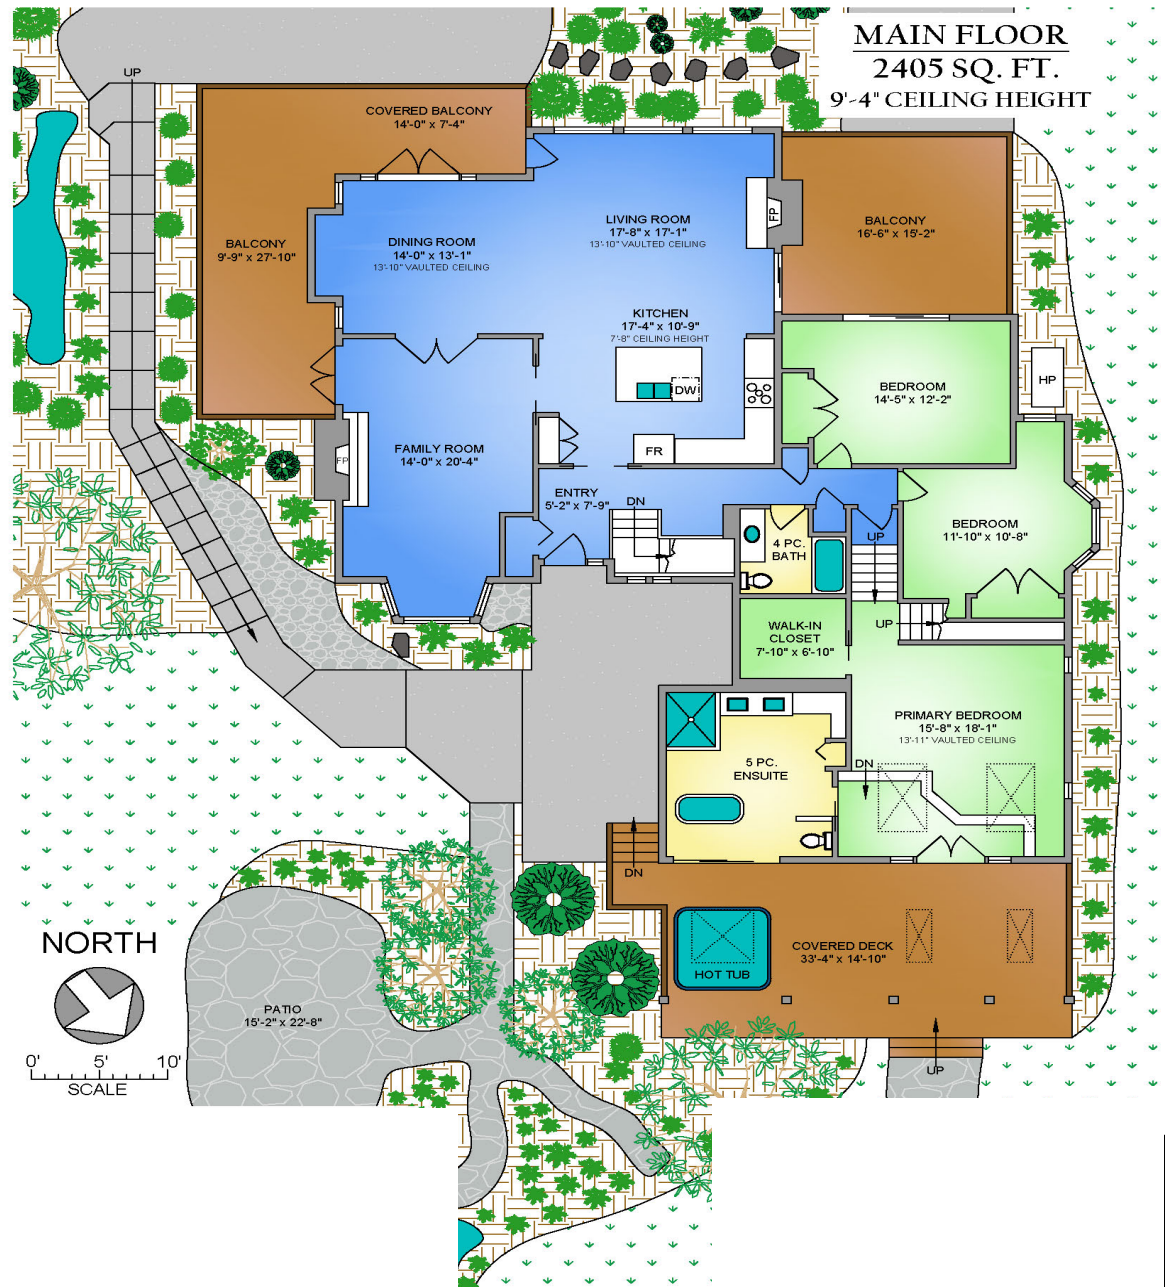 MAIN FLOOR
2405 SQ. FT.
9'-4" CEILING HEIGHT
UP
COVERED BALCONY
14'-0" x 7'-4"
BALCONY
9'-9" x 27'-10"
DINING ROOM
14'-0" x 13'-1"
13'-10" VAULTED CEILING
LIVING ROOM
17'-8" x 17'-1"
13'-10" VAULTED CEILING
FP
BALCONY
16'-6" x 15'-2"
KITCHEN
17'-4" x 10'-9"
7'-8" CEILING HEIGHT
DW
FR
BEDROOM
14'-5" x 12'-2"
HP
FAMILY ROOM
14'-0" x 20'-4"
FP
ENTRY
5'-2" x 7'-9"
DN
4 PC.
BATH
UP
BEDROOM
11'-10" x 10'-8"
UP
WALK-IN
CLOSET
7'-10" x 6'-10"
PRIMARY BEDROOM
15'-8" x 18'-1"
13'-11" VAULTED CEILING
DN
5 PC.
ENSUITE
DN
COVERED DECK
33'-4" x 14'-10"
HOT TUB
UP
PATIO
15'-2" x 22'-8"
NORTH
0' 5' 10'
SCALE